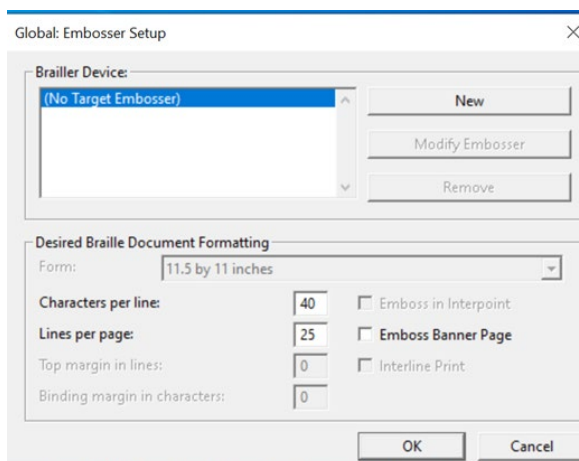 Global: Embosser Setup
Brailler Device:
(No Target Embosser)
New
Modify Embosser
Remove
Desired Braille Document Formatting
Form: 11.5 by 11 inches
Characters per line: 40 Emboss in Interpoint
Lines per page: 25 Emboss Banner Page
Top margin in lines: 0 Interline Print
Binding margin in characters: 0
OK Cancel